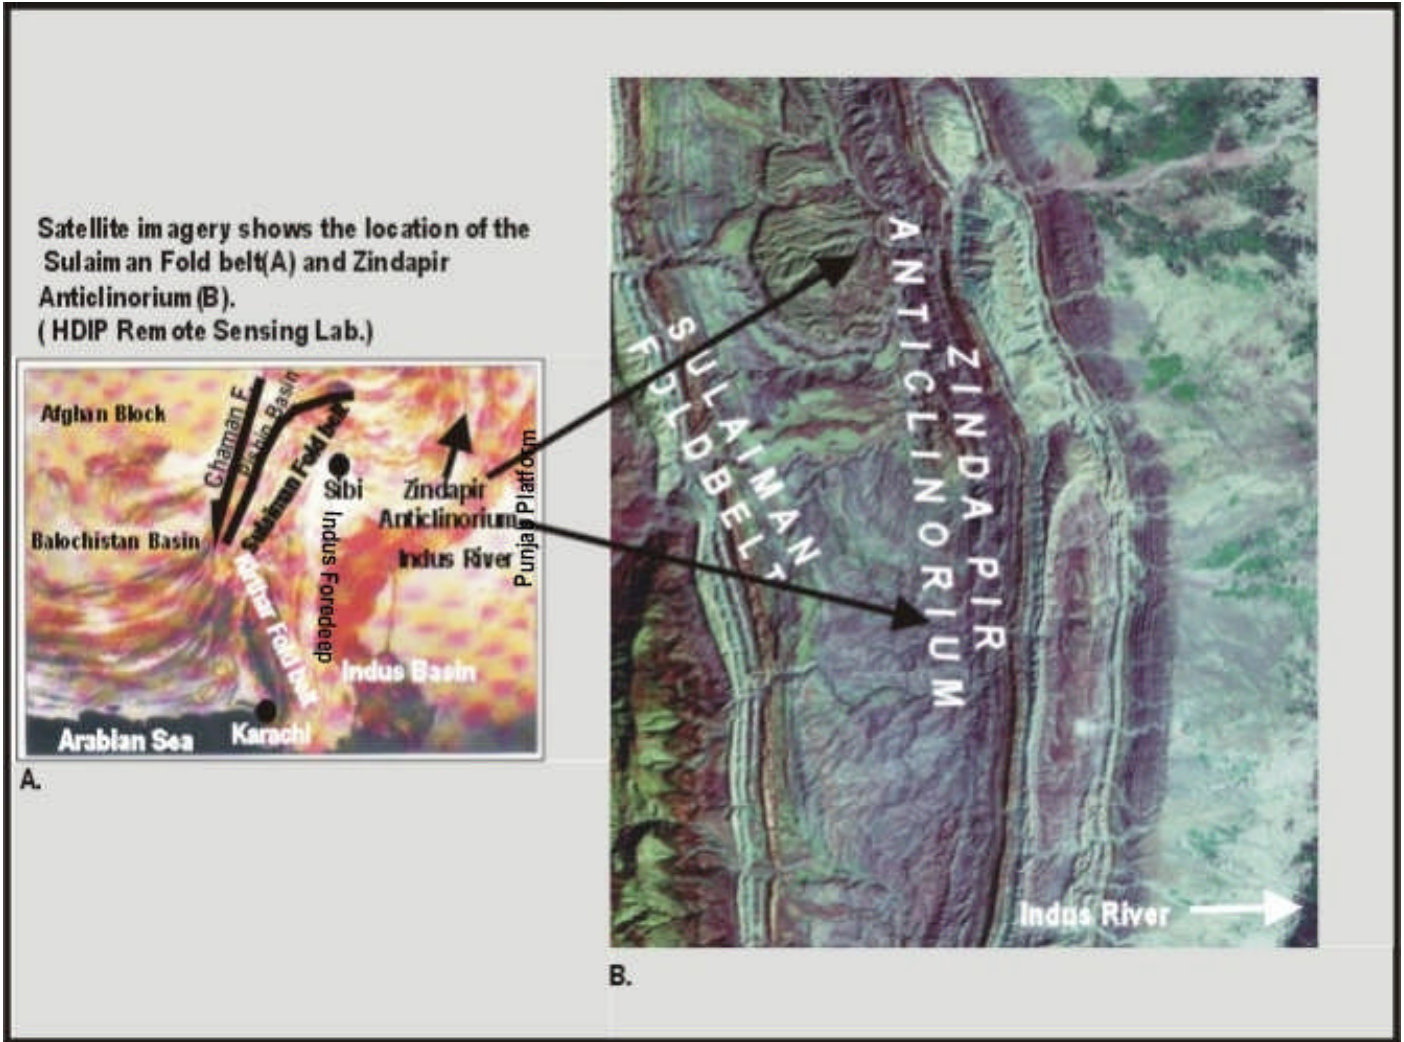 Satellite imagery shows the location of the
Sulaiman Fold belt(A) and Zindapir
Anticlinorium (B).
( HDIP Remote Sensing Lab.)
Afghan Block
Chaman F.
Pishin Basin
Sulaiman Fold belt
Sibi
Zindapir
Anticlinorium
Punjab Platform
Balochistan Basin
Indus River
Indus Foredeep
Kirthar Fold belt
Indus Basin
Arabian Sea
Karachi
A.
SULAIMAN
FOLDBELT
ZINDA PIR
ANTICLINORIUM
Indus River
B.